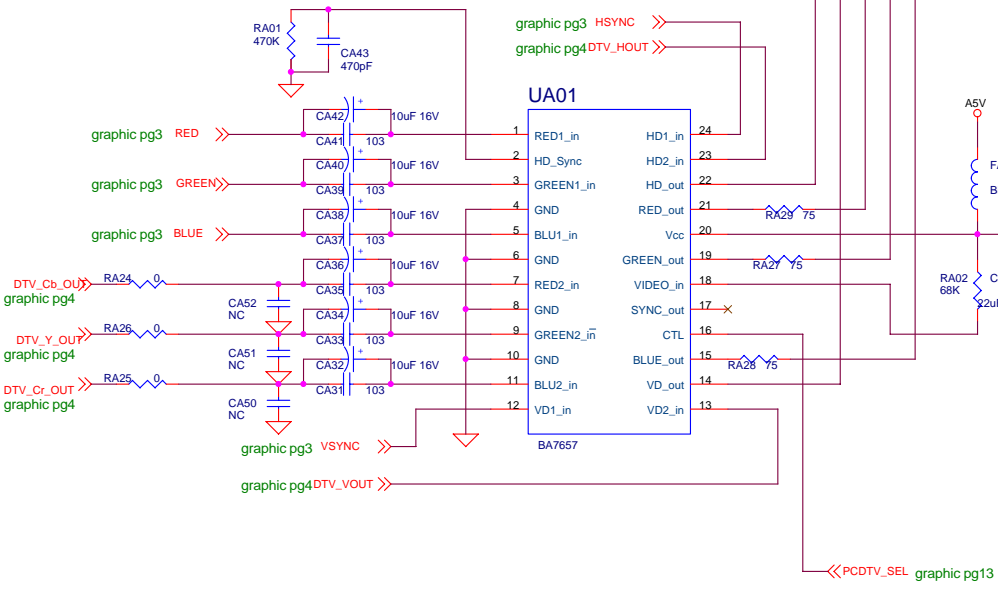 RA01
470K
CA43
470pF
graphic pg3 HSYNC
graphic pg4 DTV_HOUT
UA01
A5V
CA42
10uF 16V
graphic pg3 RED
CA41 103
1 RED1_in HD1_in 24
CA40
10uF 16V
2 HD_Sync HD2_in 23
graphic pg3 GREEN
CA39 103
3 GREEN1_in HD_out 22
CA38
10uF 16V
4 GND RED_out 21
RA29 75
graphic pg3 BLUE
CA37 103
5 BLU1_in Vcc 20
CA36
10uF 16V
6 GND GREEN_out 19
RA27 75
DTV_Cb_OUT
graphic pg4
RA24 0
CA35 103
7 RED2_in VIDEO_in 18
RA02
68K
22u
CA52
NC
CA34
10uF 16V
8 GND SYNC_out 17
DTV_Y_OUT
graphic pg4
RA26 0
CA33 103
9 GREEN2_in CTL 16
CA51
NC
CA32
10uF 16V
10 GND BLUE_out 15
RA28 75
DTV_Cr_OUT
graphic pg4
RA25 0
CA31 103
11 BLU2_in VD_out 14
CA50
NC
12 VD1_in VD2_in 13
BA7657
graphic pg3 VSYNC
graphic pg4 DTV_VOUT
PCDTV_SEL graphic pg13